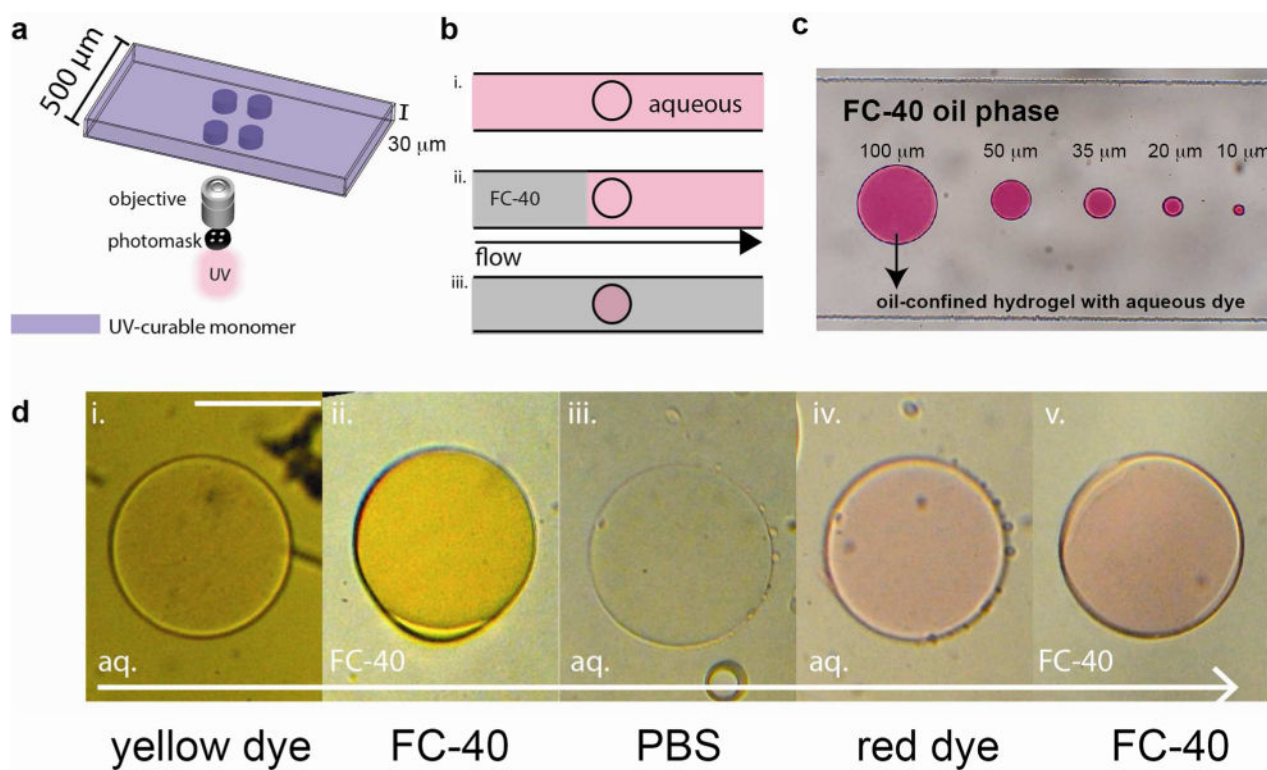 a
500 μm
30 μm
objective
photomask
UV
UV-curable monomer
b
i.
aqueous
ii.
FC-40
flow
iii.
c
FC-40 oil phase
100 μm 50 μm 35 μm 20 μm 10 μm
oil-confined hydrogel with aqueous dye
d
i. ii. iii. iv. v.
aq. FC-40 aq. aq. FC-40
yellow dye FC-40 PBS red dye FC-40